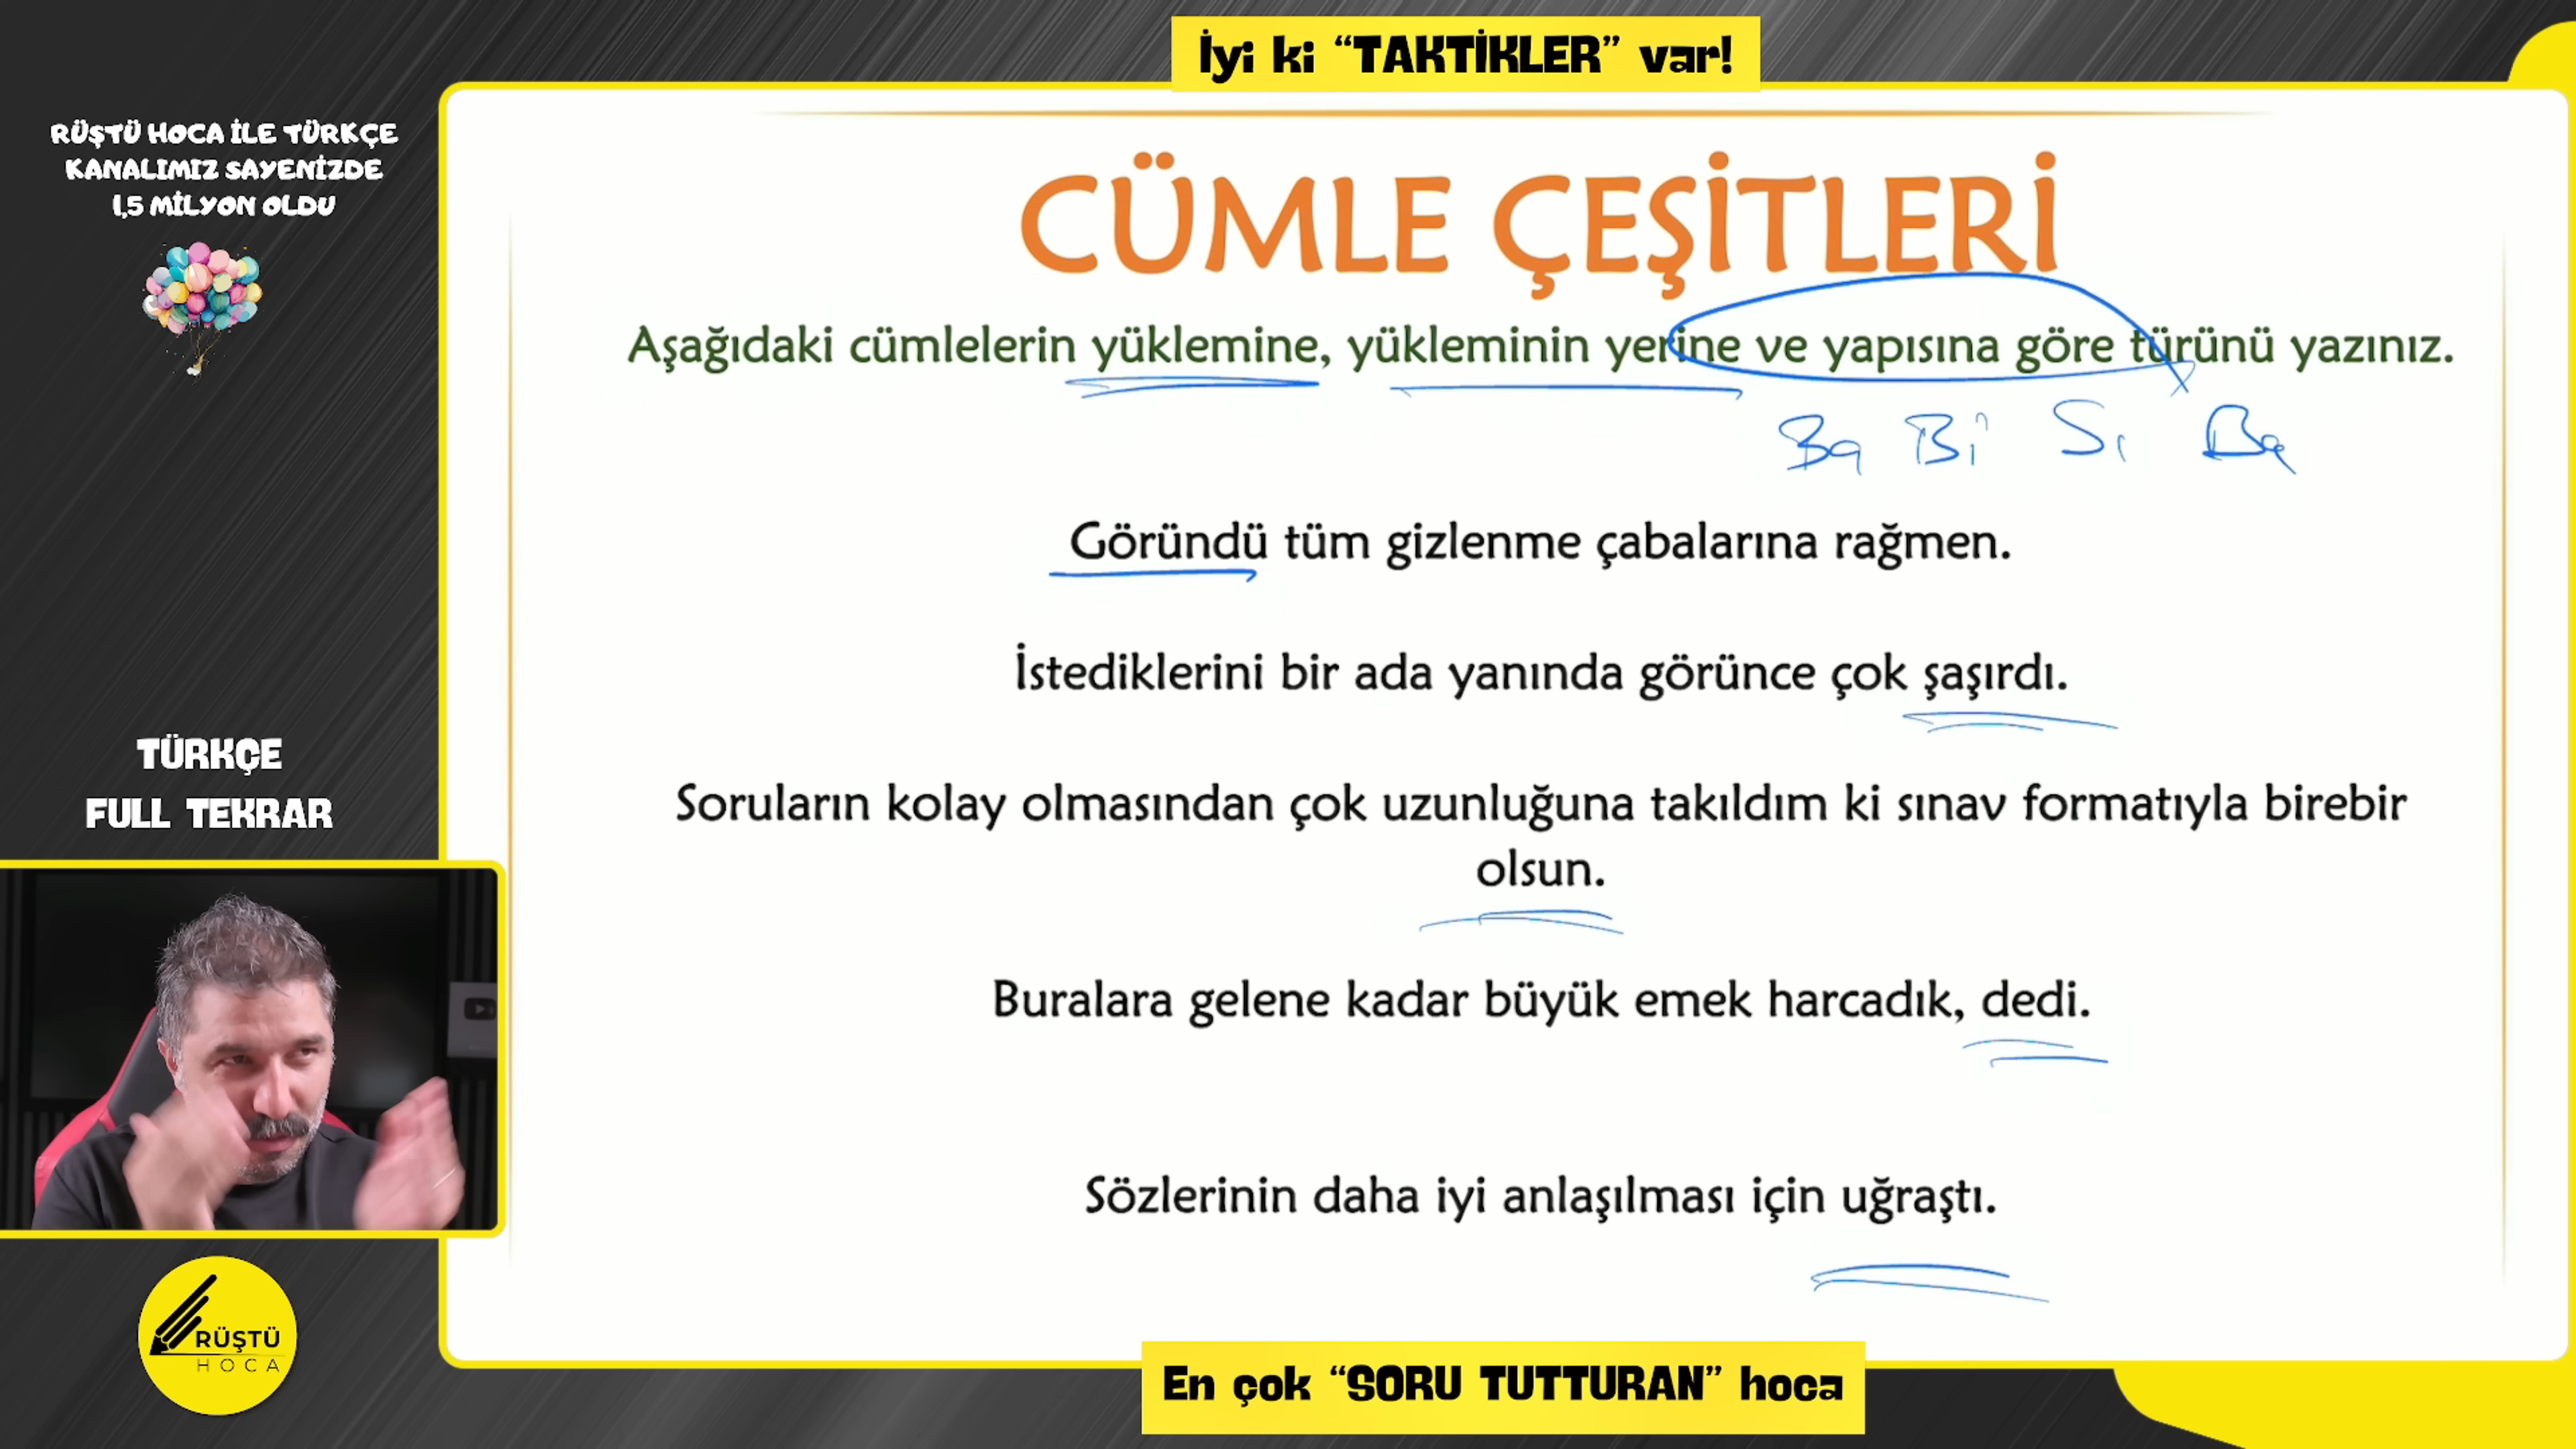 İyi ki “TAKTİKLER” var!
RÜŞTÜ HOCA İLE TÜRKÇE
KANALIMIZ SAYENİZDE
1,5 MİLYON OLDU
CÜMLE ÇEŞİTLERİ
Aşağıdaki cümlelerin yüklemine, yükleminin yerine ve yapısına göre türünü yazınız.
Ba Bi Sı Ba
Göründü tüm gizlenme çabalarına rağmen.
İstediklerini bir ada yanında görünce çok şaşırdı.
Soruların kolay olmasından çok uzunluğuna takıldım ki sınav formatıyla birebir
olsun.
Buralara gelene kadar büyük emek harcadık, dedi.
Sözlerinin daha iyi anlaşılması için uğraştı.
TÜRKÇE
FULL TEKRAR
RÜŞTÜ
HOCA
En çok “SORU TUTTURAN” hoca